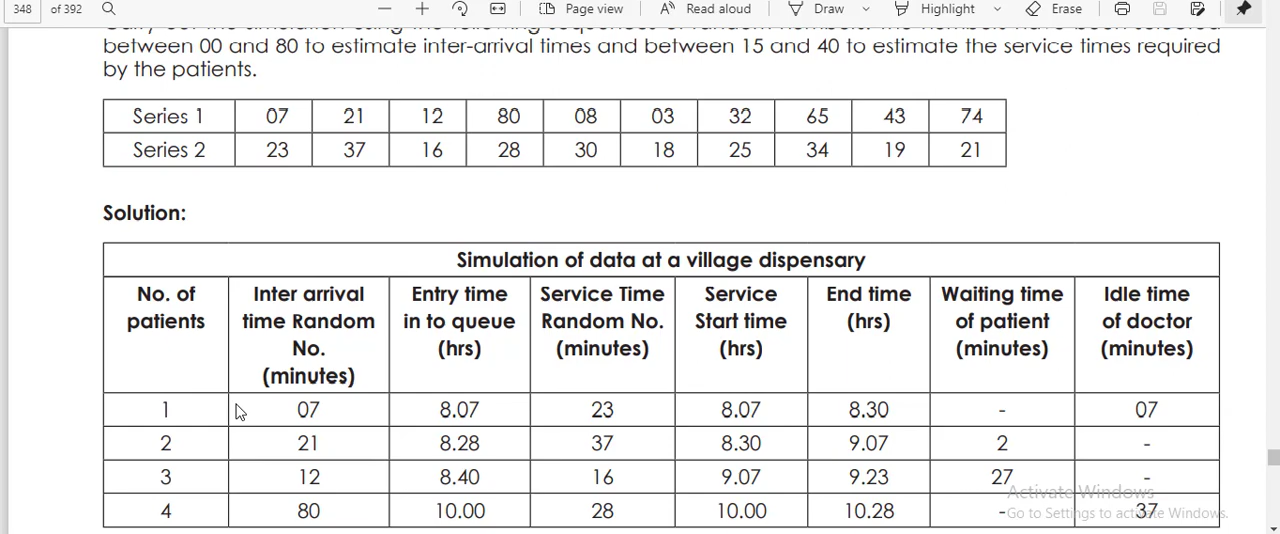 348 of 392 Page view Read aloud Draw Highlight Erase
between 00 and 80 to estimate inter-arrival times and between 15 and 40 to estimate the service times required
by the patients.
Series 1 07 21 12 80 08 03 32 65 43 74
Series 2 23 37 16 28 30 18 25 34 19 21
Solution:
Simulation of data at a village dispensary
No. of patients Inter arrival time Random No. (minutes) Entry time in to queue (hrs) Service Time Random No. (minutes) Service Start time (hrs) End time (hrs) Waiting time of patient (minutes) Idle time of doctor (minutes)
1 07 8.07 23 8.07 8.30 - 07
2 21 8.28 37 8.30 9.07 2 -
3 12 8.40 16 9.07 9.23 27 -
4 80 10.00 28 10.00 10.28 - 37
Activate Windows
Go to Settings to activate Windows.